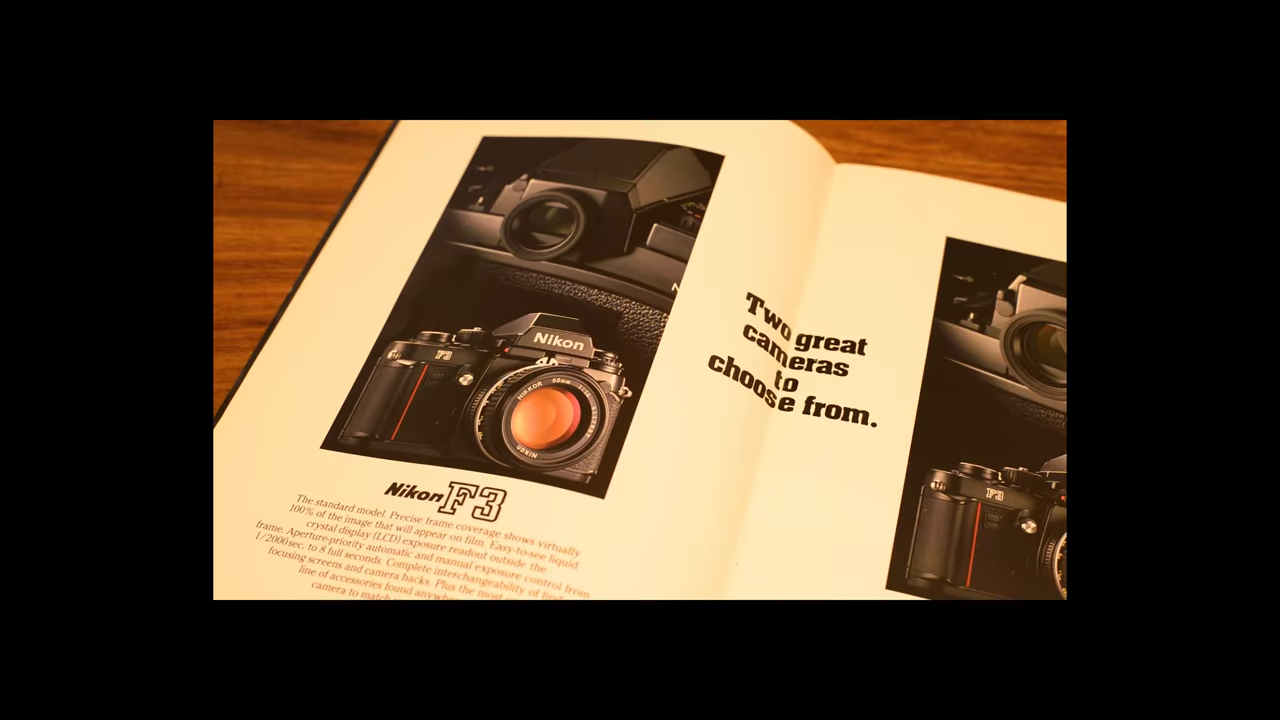 Nikon
F3
NIKKOR 50mm
NIKON
Nikon F3
The standard model. Precise frame coverage shows virtually
100% of the image that will appear on film. Easy-to-see liquid
crystal display (LCD) exposure readout outside the
frame. Aperture-priority automatic and manual exposure control from
1/2000 sec. to 8 full seconds. Complete interchangeability of
focusing screens and camera backs. Plus the most
line of accessories found anywhere
camera to match
Two great
cameras
to
choose from.
F3